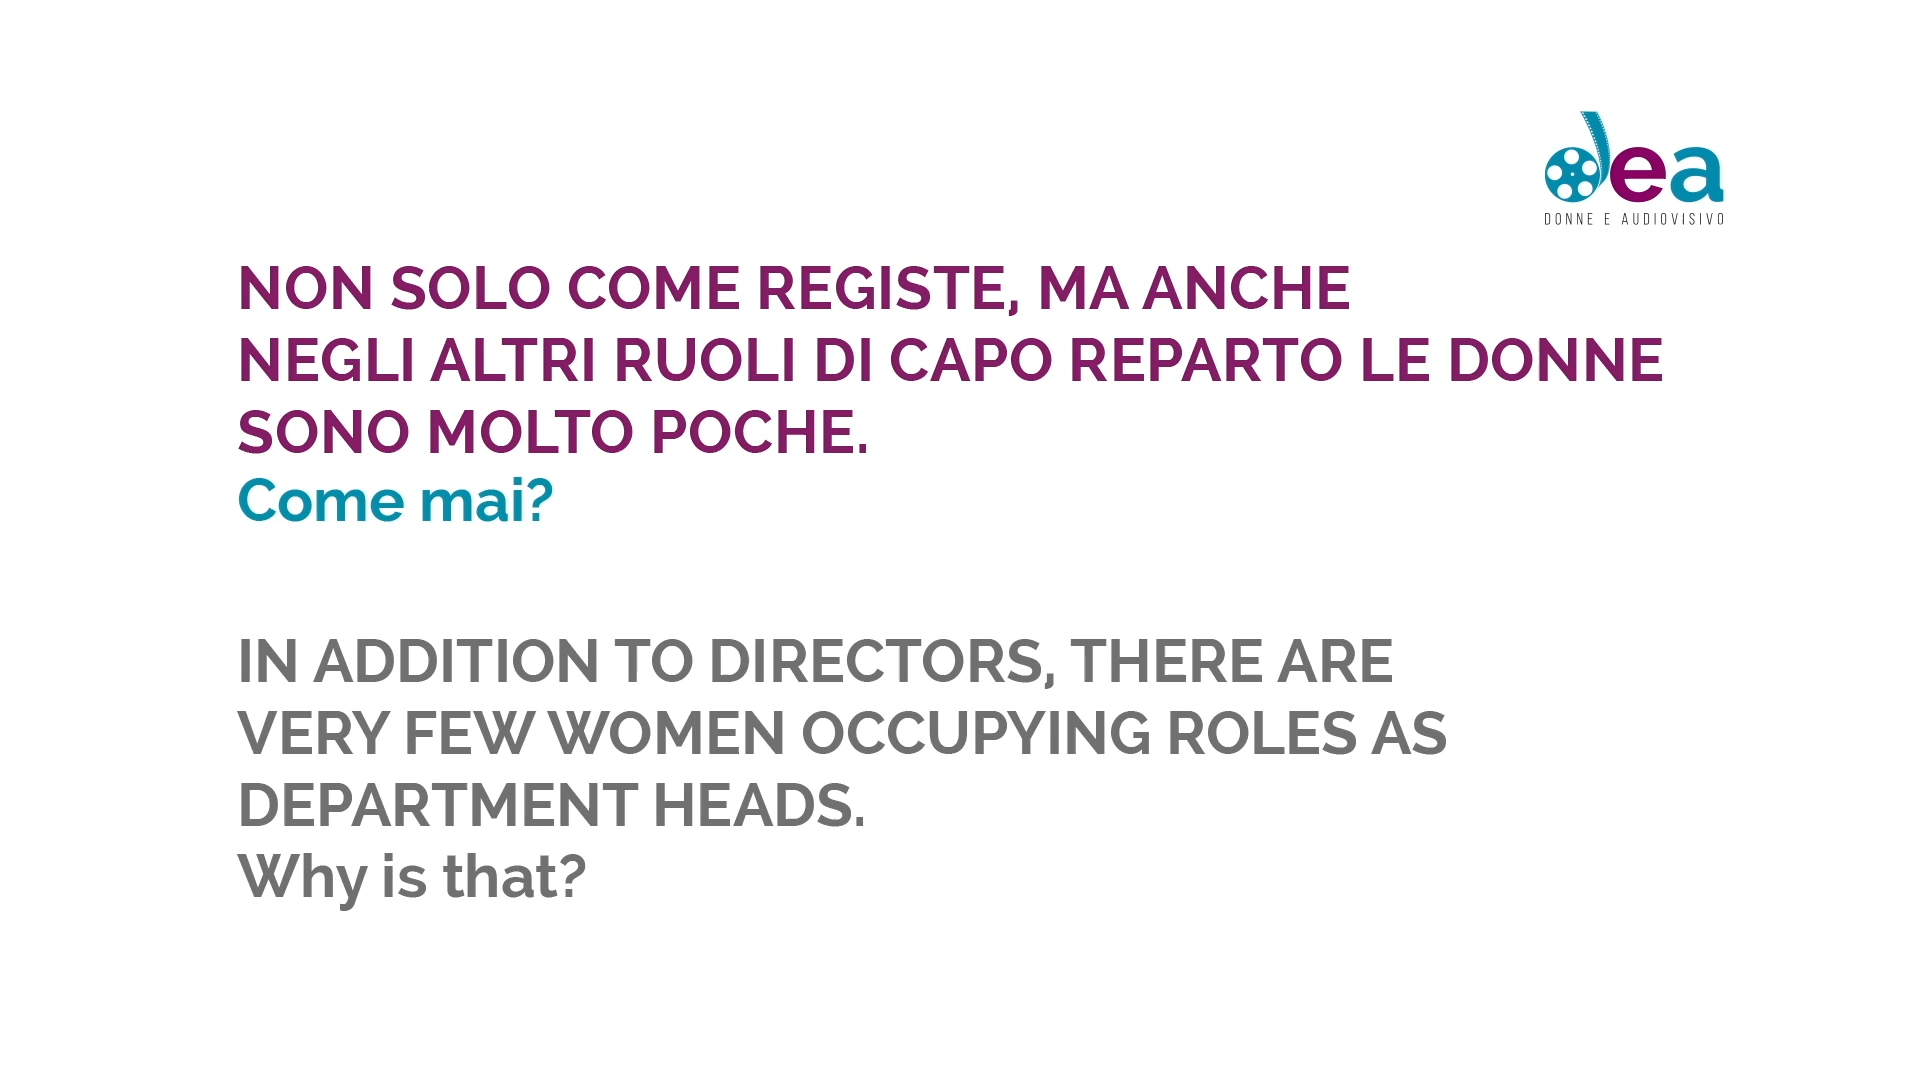 dea
DONNE E AUDIOVISIVO
NON SOLO COME REGISTE, MA ANCHE
NEGLI ALTRI RUOLI DI CAPO REPARTO LE DONNE
SONO MOLTO POCHE.
Come mai?
IN ADDITION TO DIRECTORS, THERE ARE
VERY FEW WOMEN OCCUPYING ROLES AS
DEPARTMENT HEADS.
Why is that?